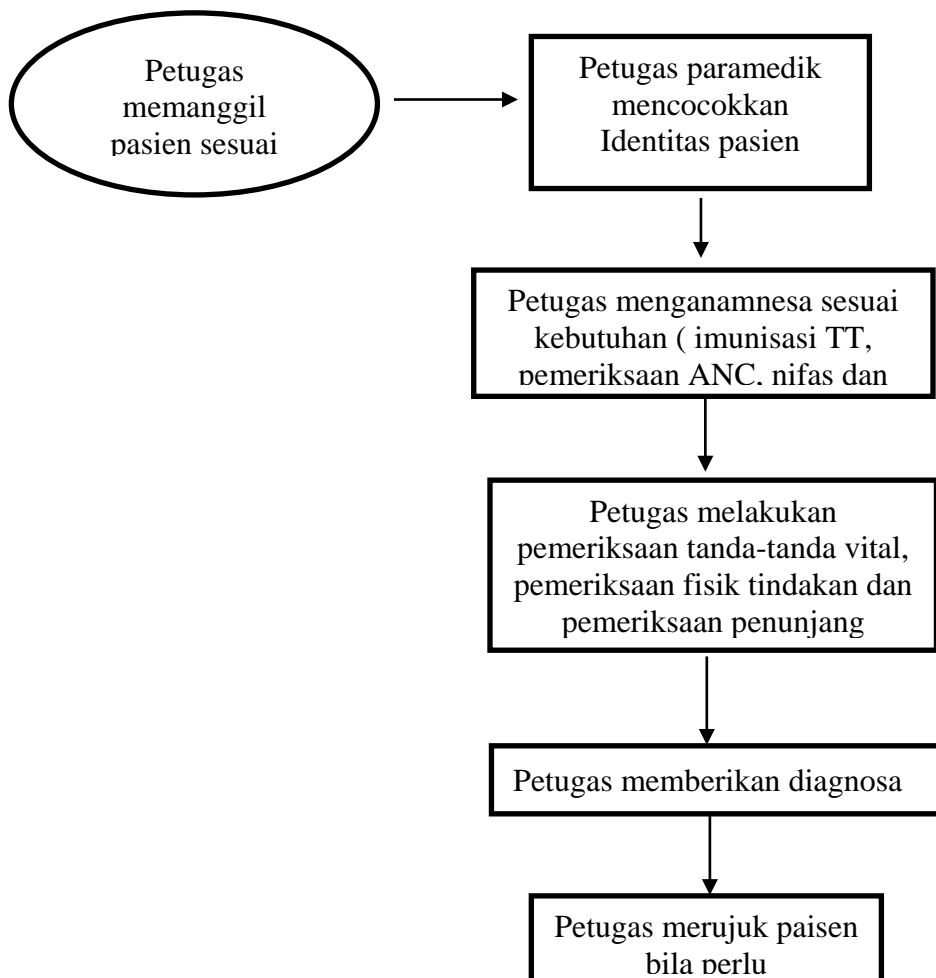 Petugas
memanggil
pasien sesuai
Petugas paramedik
mencocokkan
Identitas pasien
Petugas menganamnesa sesuai
kebutuhan ( imunisasi TT,
pemeriksaan ANC, nifas dan
Petugas melakukan
pemeriksaan tanda-tanda vital,
pemeriksaan fisik tindakan dan
pemeriksaan penunjang
Petugas memberikan diagnosa
Petugas merujuk paisen
bila perlu